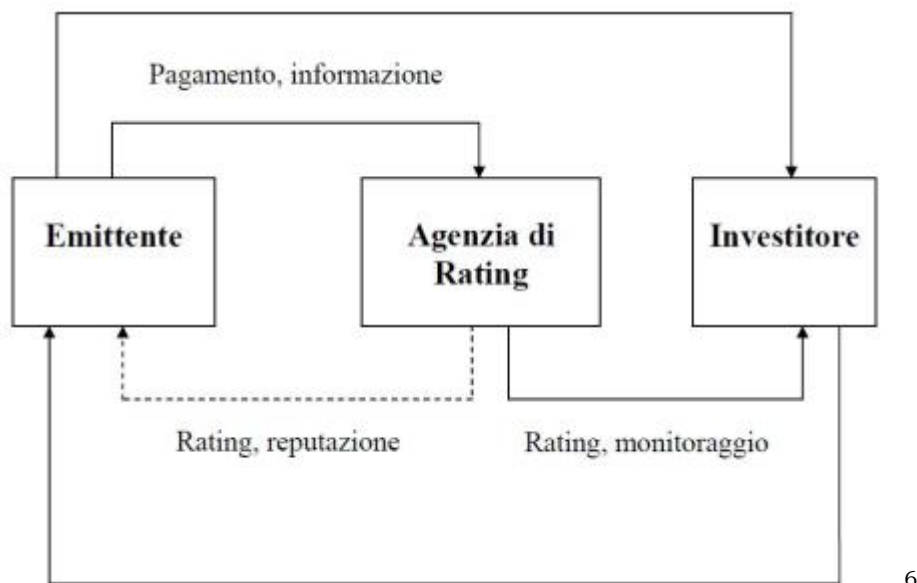 Pagamento, informazione
Emittente
Agenzia di
Rating
Investitore
Rating, reputazione
Rating, monitoraggio
6